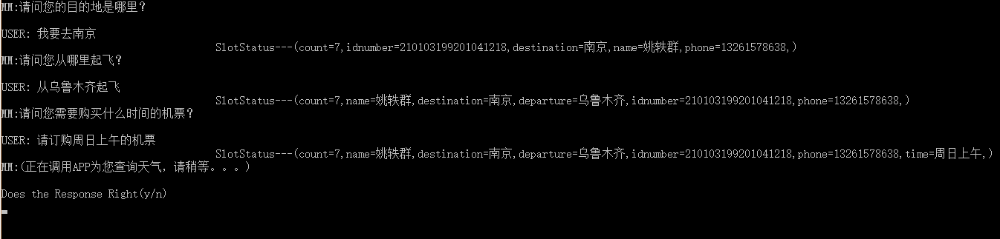 MM:请问您的目的地是哪里?
USER: 我要去南京
SlotStatus---(count=7,idnumber=210103199201041218,destination=南京,name=姚轶群,phone=13261578638,)
MM:请问您从哪里起飞?
USER: 从乌鲁木齐起飞
SlotStatus---(count=7,name=姚轶群,destination=南京,departure=乌鲁木齐,idnumber=210103199201041218,phone=13261578638,)
MM:请问您需要购买什么时间的机票?
USER: 请订购周日上午的机票
SlotStatus---(count=7,name=姚轶群,destination=南京,departure=乌鲁木齐,idnumber=210103199201041218,phone=13261578638,time=周日上午,)
MM:(正在调用APP为您查询天气，请稍等。。。)
Does the Response Right(y/n)